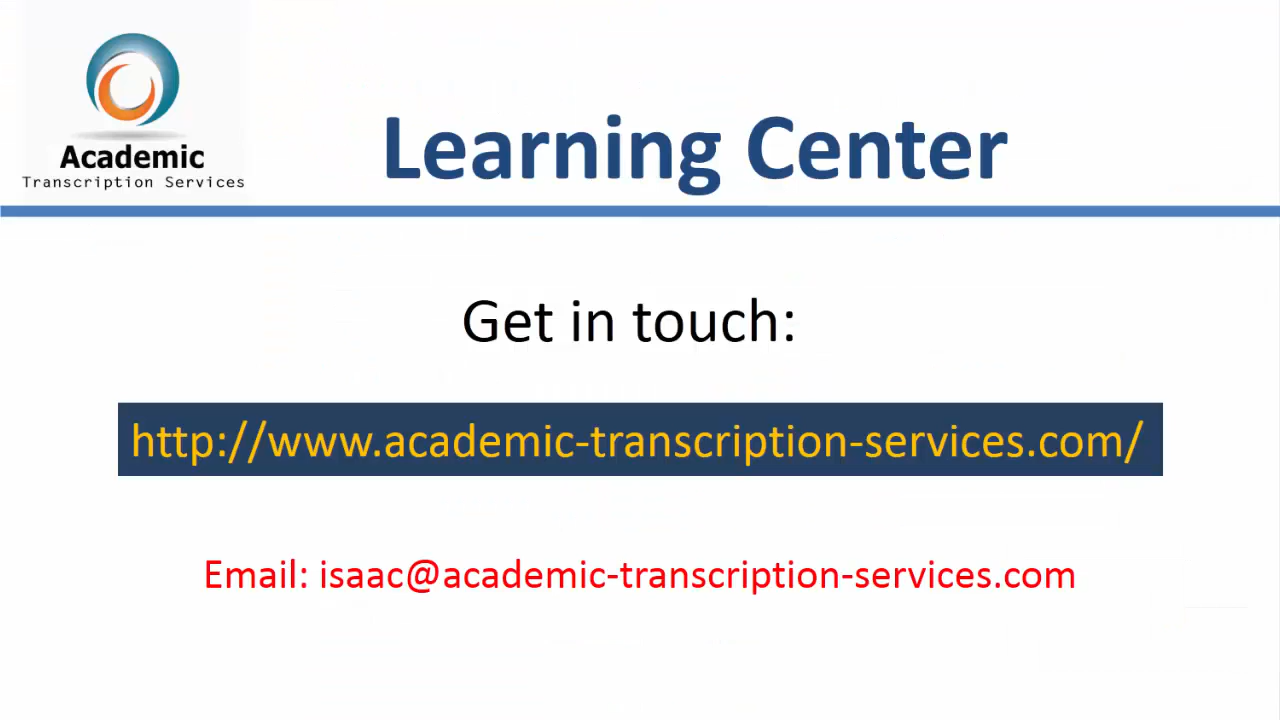 Academic
Transcription Services
Learning Center
Get in touch:
http://www.academic-transcription-services.com/
Email: isaac@academic-transcription-services.com